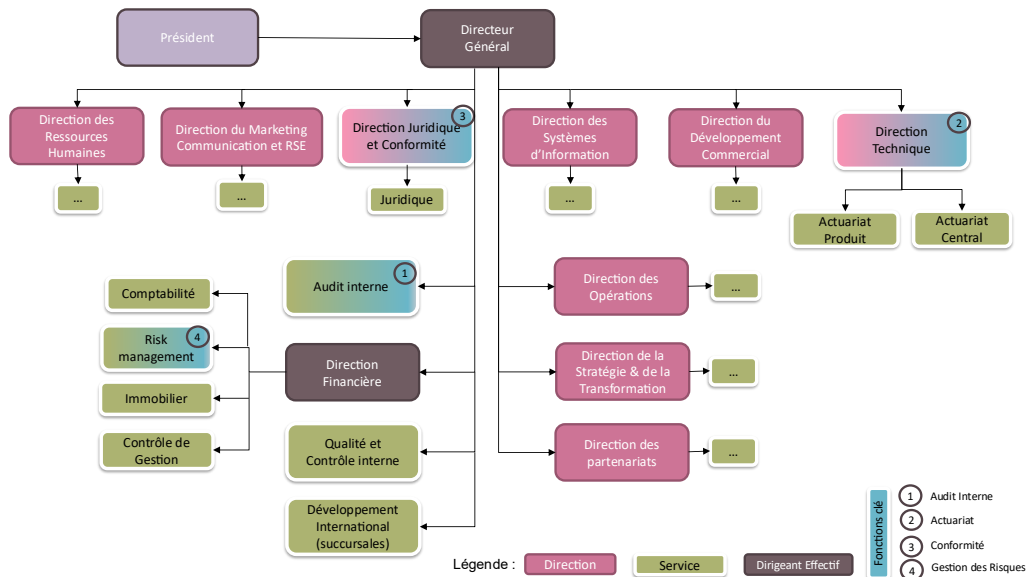 Président
Directeur
Général
Direction des
Ressources
Humaines
Direction du Marketing
Communication et RSE
Direction Juridique
et Conformité
3
Direction des
Systèmes
d'Information
Direction du
Développement
Commercial
Direction
Technique
2
...
...
Juridique
...
...
Actuariat
Produit
Actuariat
Central
Audit interne
1
Direction des
Opérations
...
Comptabilité
Risk
management
4
Direction
Financière
Direction de la
Stratégie & de la
Transformation
...
Immobilier
Contrôle de
Gestion
Qualité et
Contrôle interne
Direction des
partenariats
...
Développement
International
(succursales)
Légende :
Direction
Service
Dirigeant Effectif
Fonctions clé
1 Audit Interne
2 Actuariat
3 Conformité
4 Gestion des Risques